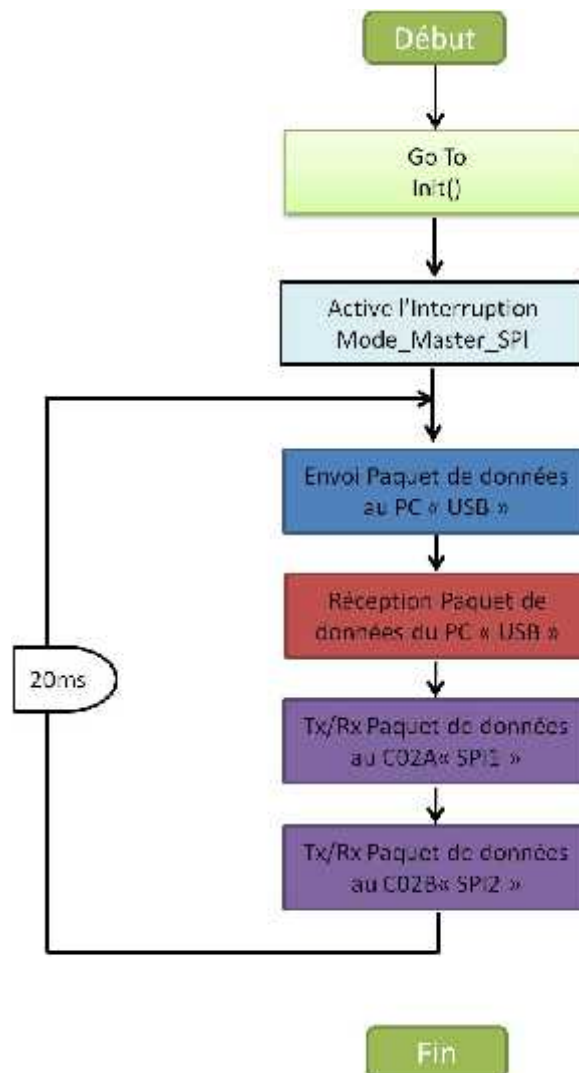 Début
Go To
Init()
Active l'Interruption
Mode_Master_SPI
Envoi Paquet de données
au PC « USB »
Réception Paquet de
données du PC « USB »
20ms
Tx/Rx Paquet de données
au C02A« SPI1 »
Tx/Rx Paquet de données
au C02B« SPI2 »
Fin